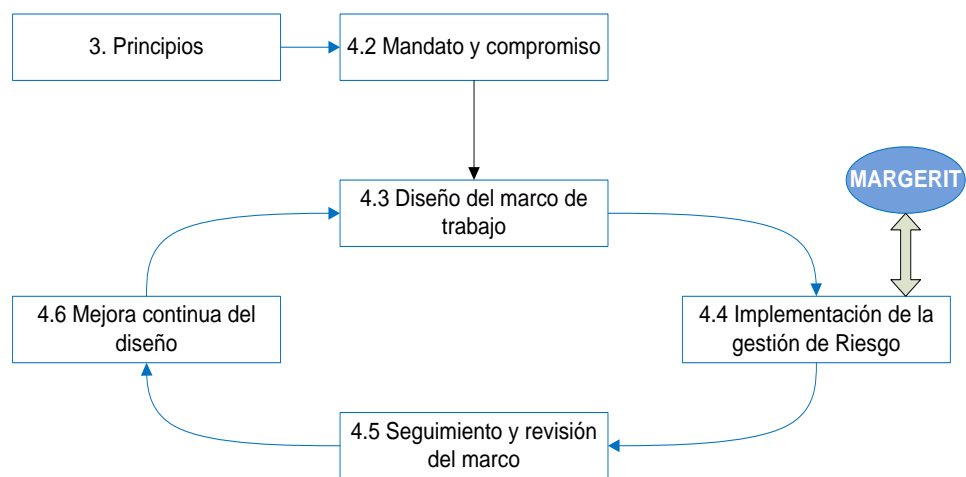 3. Principios
4.2 Mandato y compromiso
MARGERIT
4.3 Diseño del marco de
trabajo
4.6 Mejora continua del
diseño
4.4 Implementación de la
gestión de Riesgo
4.5 Seguimiento y revisión
del marco